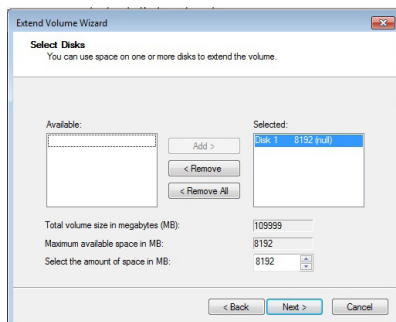 Extend Volume Wizard
Select Disks
You can use space on one or more disks to extend the volume.
Available:
Selected:
Disk 1 8192 (null)
Add >
< Remove
< Remove All
Total volume size in megabytes (MB): 109999
Maximum available space in MB: 8192
Select the amount of space in MB: 8192
< Back Next > Cancel